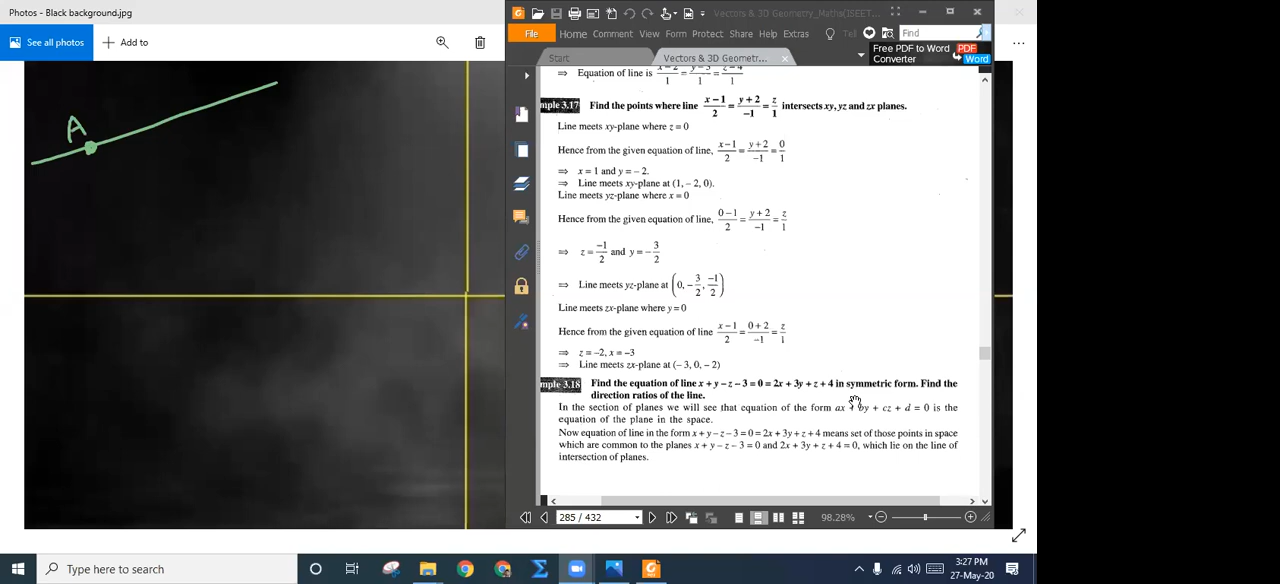 Photos - Black background.jpg
See all photos
+ Add to
A
Vectors & 3D Geometry_Maths(JSEET...
File Home Comment View Form Protect Share Help Extras
Find
Free PDF to Word Converter
PDF Word
Start
Vectors & 3D Geometr...
⇒ Equation of line is (x−2)/1 = (y−3)/1 = (z−4)/1
mple 3.17 Find the points where line (x−1)/2 = (y+2)/−1 = z/1 intersects xy, yz and zx planes.
Line meets xy-plane where z = 0
Hence from the given equation of line, (x−1)/2 = (y+2)/−1 = 0/1
⇒ x = 1 and y = − 2.
⇒ Line meets xy-plane at (1, − 2, 0).
Line meets yz-plane where x = 0
Hence from the given equation of line, (0−1)/2 = (y+2)/−1 = z/1
⇒ z = −1/2 and y = −3/2
⇒ Line meets yz-plane at (0, −3/2, −1/2)
Line meets zx-plane where y = 0
Hence from the given equation of line (x−1)/2 = (0+2)/−1 = z/1
⇒ z = −2, x = −3
⇒ Line meets zx-plane at (− 3, 0, − 2)
mple 3.18 Find the equation of line x + y − z − 3 = 0 = 2x + 3y + z + 4 in symmetric form. Find the
direction ratios of the line.
In the section of planes we will see that equation of the form ax + by + cz + d = 0 is the
equation of the plane in the space.
Now equation of line in the form x + y − z − 3 = 0 = 2x + 3y + z + 4 means set of those points in space
which are common to the planes x + y − z − 3 = 0 and 2x + 3y + z + 4 = 0, which lie on the line of
intersection of planes.
285 / 432
98.28%
Type here to search
3:27 PM
27-May-20